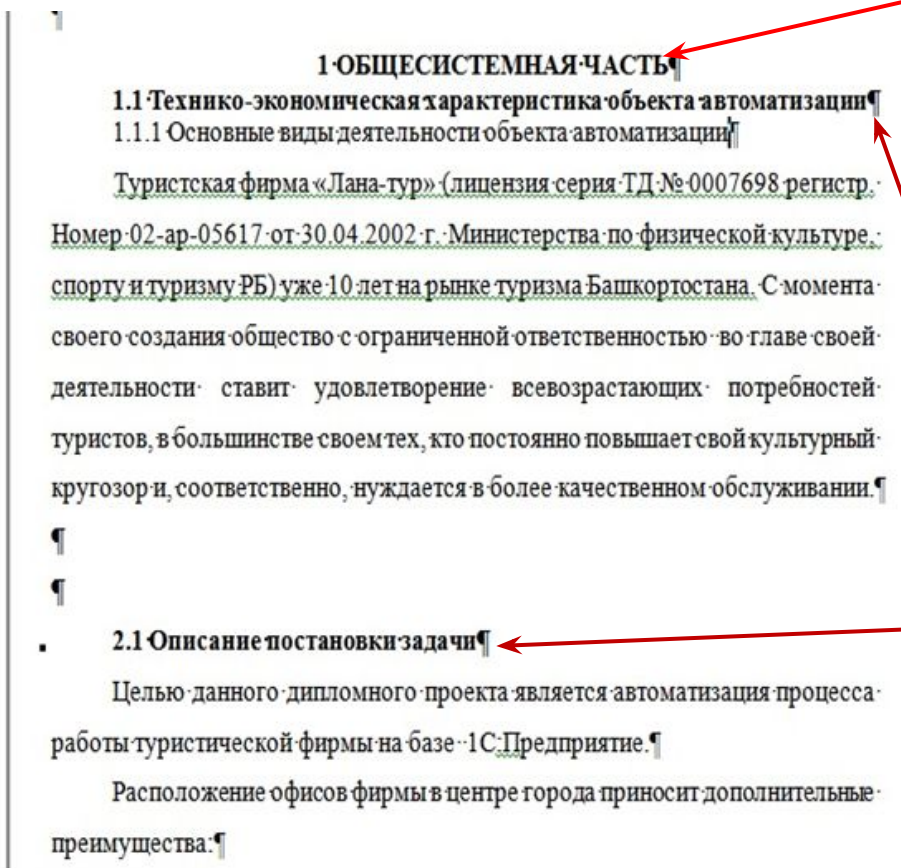 1 ОБЩЕСИСТЕМНАЯ ЧАСТЬ¶
1.1 Технико-экономическая характеристика объекта автоматизации¶
1.1.1 Основные виды деятельности объекта автоматизации¶
Туристская фирма «Лана-тур» (лицензия серия ТД № 0007698 регистр.
Номер 02-ар-05617 от 30.04.2002 г. Министерства по физической культуре,
спорту и туризму РБ) уже 10 лет на рынке туризма Башкортостана. С момента
своего создания общество с ограниченной ответственностью во главе своей
деятельности ставит удовлетворение всевозрастающих потребностей
туристов, в большинстве своем тех, кто постоянно повышает свой культурный
кругозор и, соответственно, нуждается в более качественном обслуживании.¶
¶
¶
2.1 Описание постановки задачи¶
Целью данного дипломного проекта является автоматизация процесса
работы туристической фирмы на базе 1С:Предприятие.¶
Расположение офисов фирмы в центре города приносит дополнительные
преимущества:¶